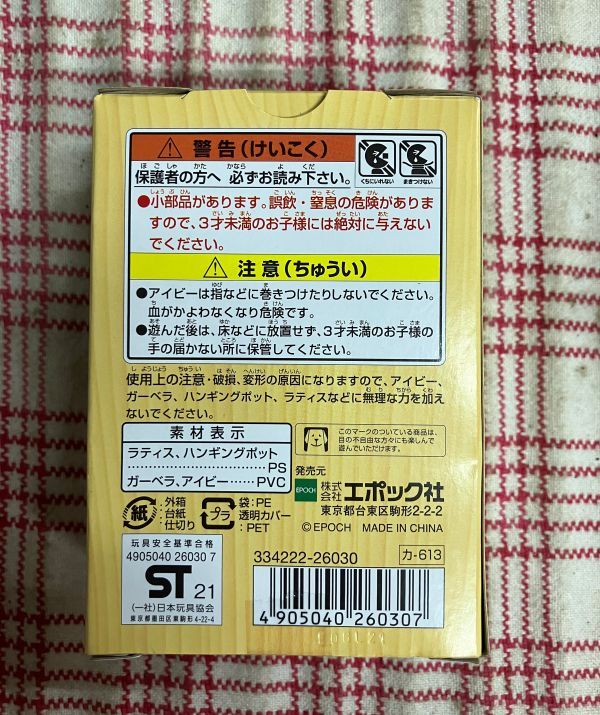 警告(けいこく)
保護者の方へ 必ずお読み下さい。
くちにいれない
まきつけない
●小部品があります。誤飲・窒息の危険がありま
すので、3才未満のお子様には絶対に与えない
でください。
注意(ちゅうい)
●アイビーは指などに巻きつけたりしないでください。
血がかよわなくなり危険です。
●遊んだ後は、床などに放置せず、3才未満のお子様の
手の届かない所に保管してください。
使用上の注意・破損、変形の原因になりますので、アイビー、
ガーベラ、ハンギングポット、ラティスなどに無理な力を加え
ないでください。
素材表示
ラティス、ハンギングポット
……………………PS
ガーベラ、アイビー……PVC
このマークのついている商品は、
目の不自由な方々にも楽しんで
遊んでいただけます。
発売元
EPOCH 株式会社 エポック社
東京都台東区駒形2-2-2
©EPOCH MADE IN CHINA
紙 :外箱
:台紙
:仕切り
プラ 袋:PE
透明カバー
:PET
玩具安全基準合格
4905040 26030 7
ST 21
(一社)日本玩具協会
東京都墨田区東駒形4-22-4
334222-26030
カ-613
4 905040 260307